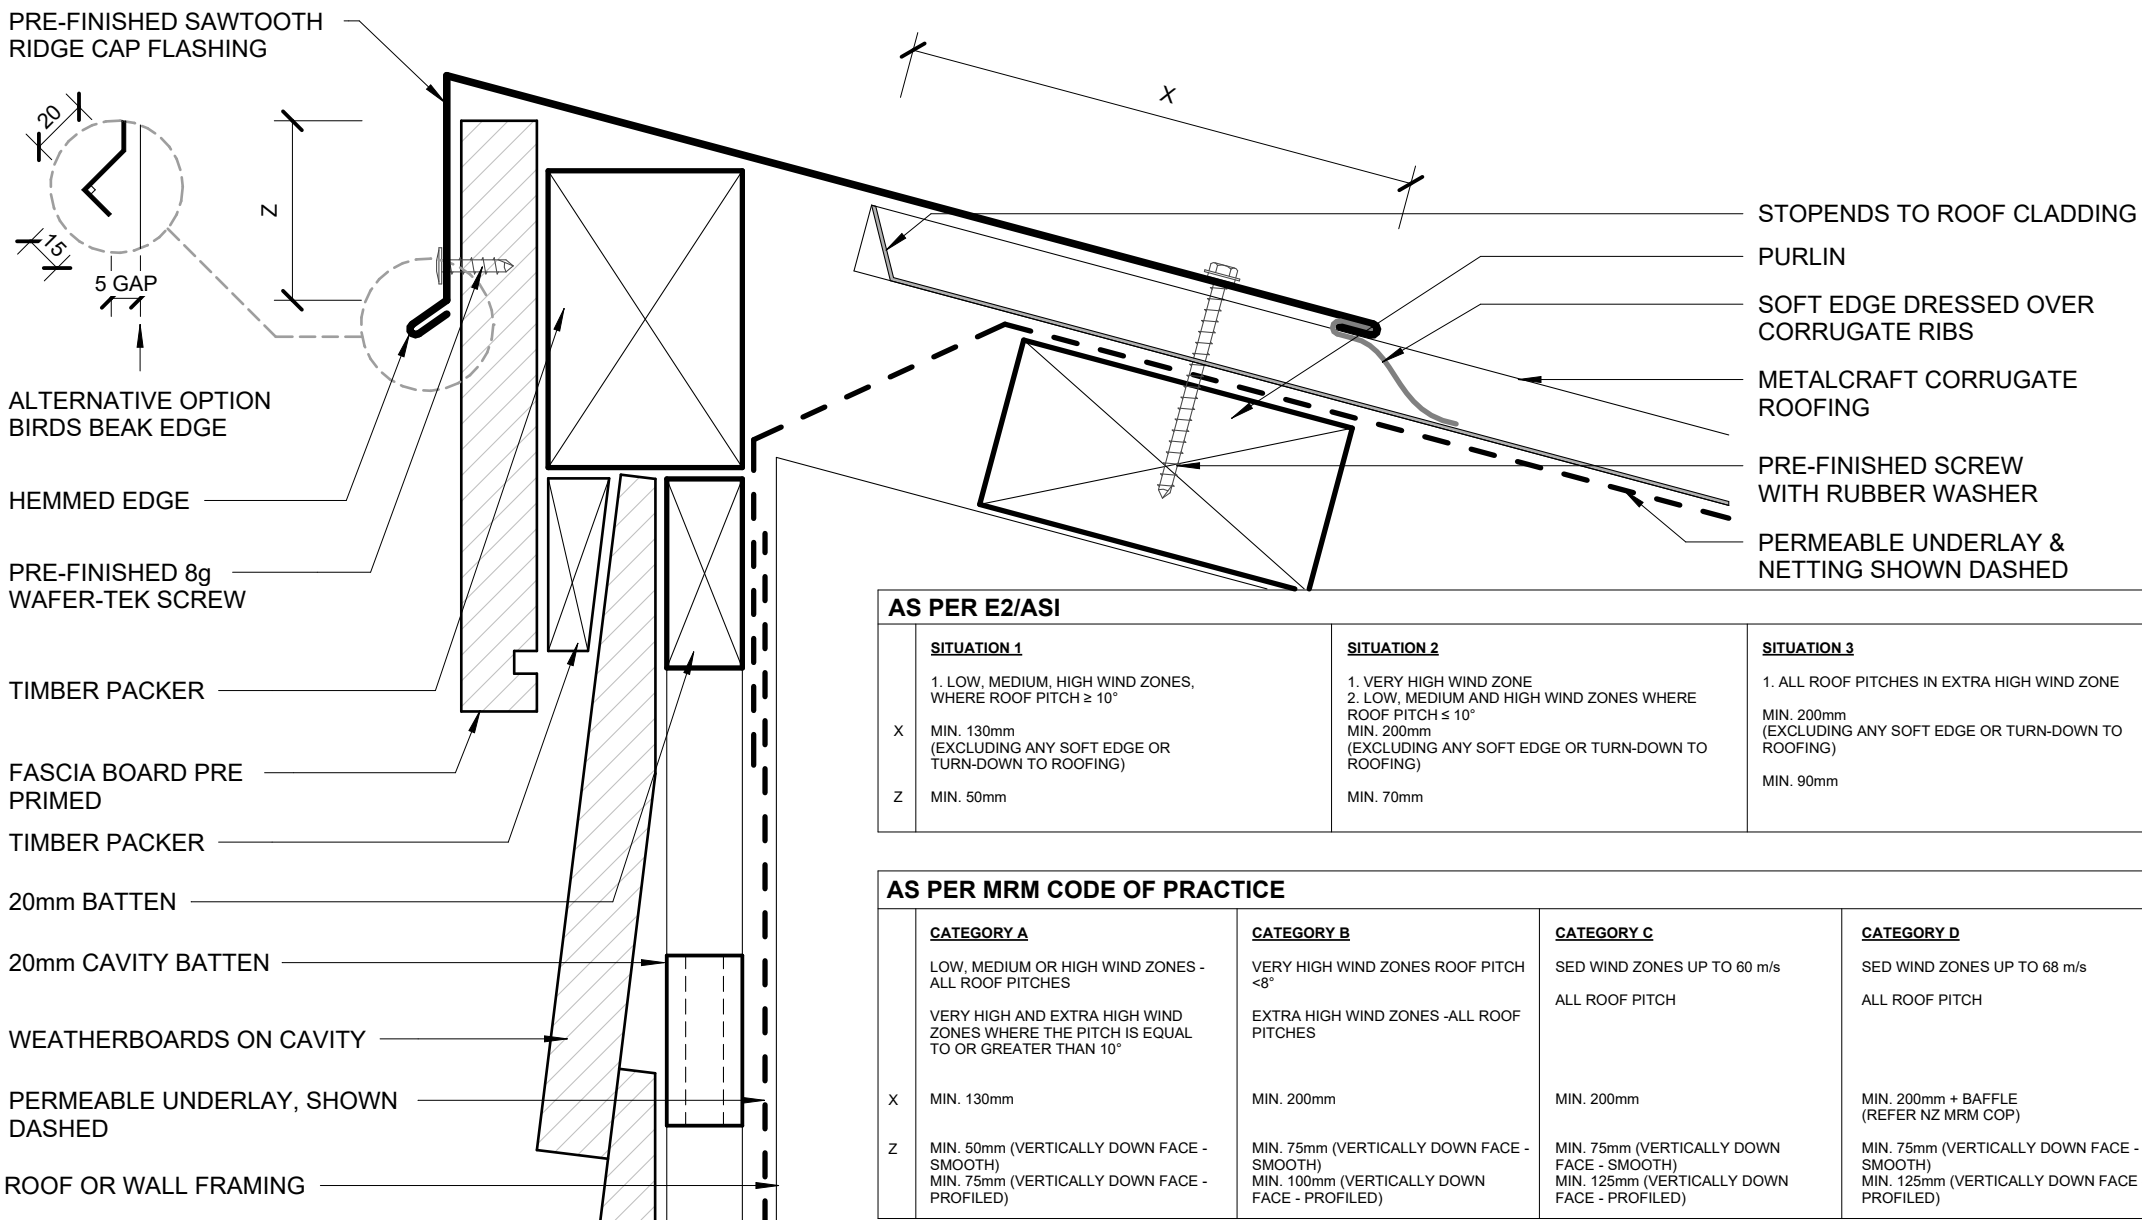 PRE-FINISHED SAWTOOTH
RIDGE CAP FLASHING
20
15
5 GAP
Z
X
ALTERNATIVE OPTION
BIRDS BEAK EDGE
HEMMED EDGE
PRE-FINISHED 8g
WAFER-TEK SCREW
TIMBER PACKER
FASCIA BOARD PRE
PRIMED
TIMBER PACKER
20mm BATTEN
20mm CAVITY BATTEN
WEATHERBOARDS ON CAVITY
PERMEABLE UNDERLAY, SHOWN
DASHED
ROOF OR WALL FRAMING
STOPENDS TO ROOF CLADDING
PURLIN
SOFT EDGE DRESSED OVER
CORRUGATE RIBS
METALCRAFT CORRUGATE
ROOFING
PRE-FINISHED SCREW
WITH RUBBER WASHER
PERMEABLE UNDERLAY &
NETTING SHOWN DASHED
AS PER E2/ASI
SITUATION 1
1. LOW, MEDIUM, HIGH WIND ZONES,
WHERE ROOF PITCH ≥ 10°
X
MIN. 130mm
(EXCLUDING ANY SOFT EDGE OR
TURN-DOWN TO ROOFING)
Z
MIN. 50mm
SITUATION 2
1. VERY HIGH WIND ZONE
2. LOW, MEDIUM AND HIGH WIND ZONES WHERE
ROOF PITCH ≤ 10°
MIN. 200mm
(EXCLUDING ANY SOFT EDGE OR TURN-DOWN TO
ROOFING)
MIN. 70mm
SITUATION 3
1. ALL ROOF PITCHES IN EXTRA HIGH WIND ZONE
MIN. 200mm
(EXCLUDING ANY SOFT EDGE OR TURN-DOWN TO
ROOFING)
MIN. 90mm
AS PER MRM CODE OF PRACTICE
CATEGORY A
LOW, MEDIUM OR HIGH WIND ZONES -
ALL ROOF PITCHES
VERY HIGH AND EXTRA HIGH WIND
ZONES WHERE THE PITCH IS EQUAL
TO OR GREATER THAN 10°
X
MIN. 130mm
Z
MIN. 50mm (VERTICALLY DOWN FACE -
SMOOTH)
MIN. 75mm (VERTICALLY DOWN FACE -
PROFILED)
CATEGORY B
VERY HIGH WIND ZONES ROOF PITCH
<8°
EXTRA HIGH WIND ZONES -ALL ROOF
PITCHES
MIN. 200mm
MIN. 75mm (VERTICALLY DOWN FACE -
SMOOTH)
MIN. 100mm (VERTICALLY DOWN
FACE - PROFILED)
CATEGORY C
SED WIND ZONES UP TO 60 m/s
ALL ROOF PITCH
MIN. 200mm
MIN. 75mm (VERTICALLY DOWN
FACE - SMOOTH)
MIN. 125mm (VERTICALLY DOWN
FACE - PROFILED)
CATEGORY D
SED WIND ZONES UP TO 68 m/s
ALL ROOF PITCH
MIN. 200mm + BAFFLE
(REFER NZ MRM COP)
MIN. 75mm (VERTICALLY DOWN FACE -
SMOOTH)
MIN. 125mm (VERTICALLY DOWN FACE
PROFILED)